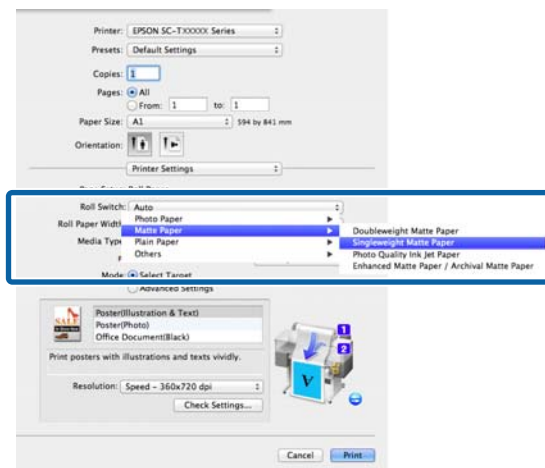 Printer: EPSON SC-TXXXXX Series
Presets: Default Settings
Copies: 1
Pages: All
From: 1 to: 1
Paper Size: A1 594 by 841 mm
Orientation:
Printer Settings
Roll Switch: Auto
Roll Paper Width
Photo Paper
Matte Paper
Doubleweight Matte Paper
Media Type
Plain Paper
Singleweight Matte Paper
Others
Photo Quality Ink Jet Paper
Enhanced Matte Paper / Archival Matte Paper
Mode: Select Target
Advanced Settings
SALE
Poster(Illustration & Text)
Poster(Photo)
Office Document(Black)
Print posters with illustrations and texts vividly.
1
2
V
Resolution: Speed - 360x720 dpi
Check Settings...
Cancel Print